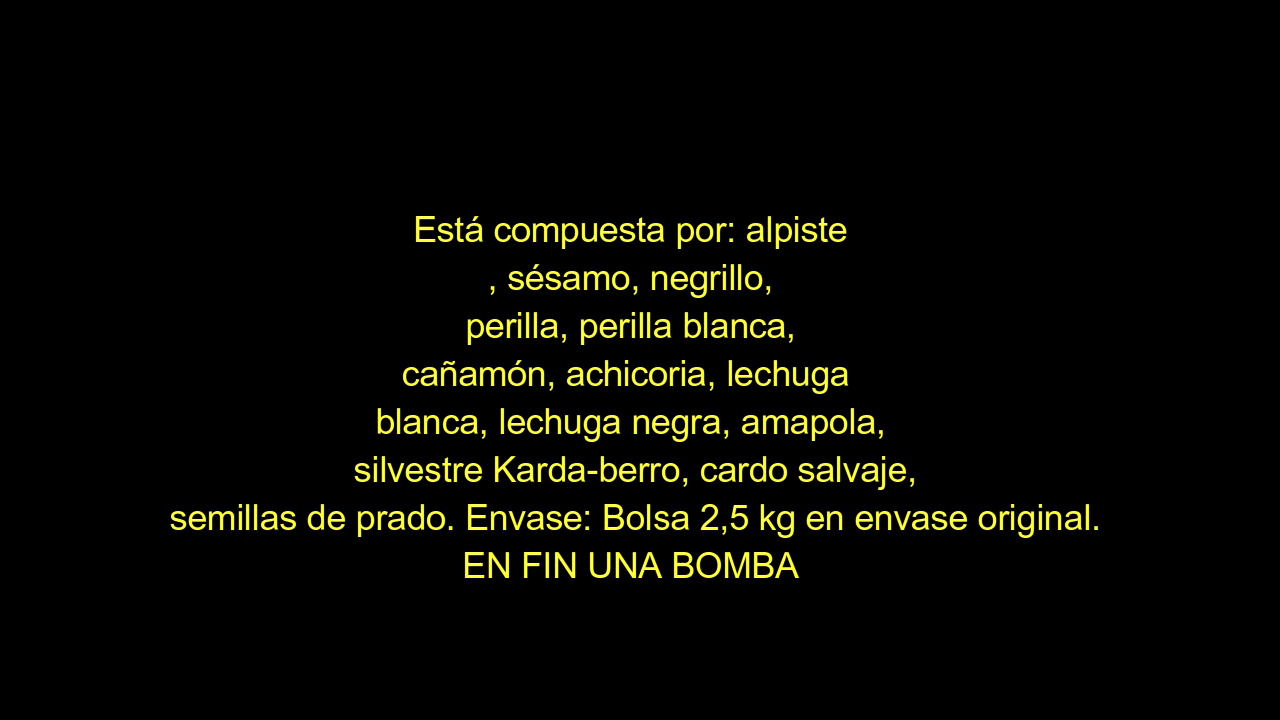 Está compuesta por: alpiste
, sésamo, negrillo,
perilla, perilla blanca,
cañamón, achicoria, lechuga
blanca, lechuga negra, amapola,
silvestre Karda-berro, cardo salvaje,
semillas de prado. Envase: Bolsa 2,5 kg en envase original.
EN FIN UNA BOMBA